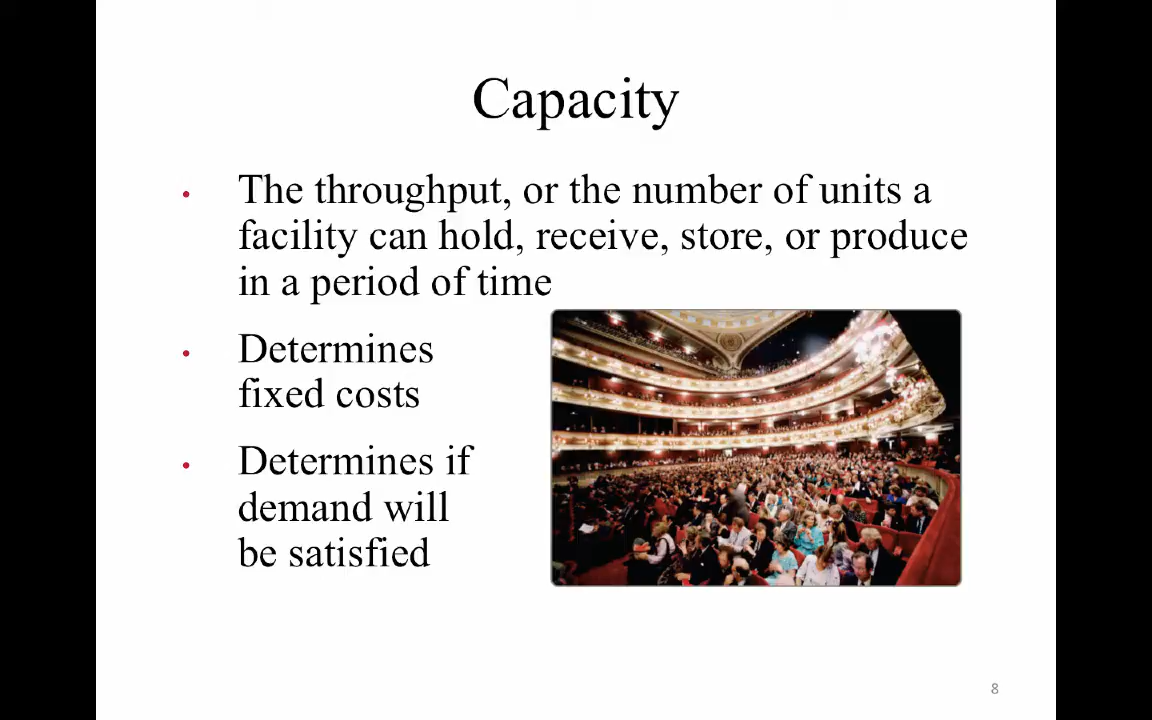 Capacity
• The throughput, or the number of units a
facility can hold, receive, store, or produce
in a period of time
• Determines
fixed costs
• Determines if
demand will
be satisfied
8